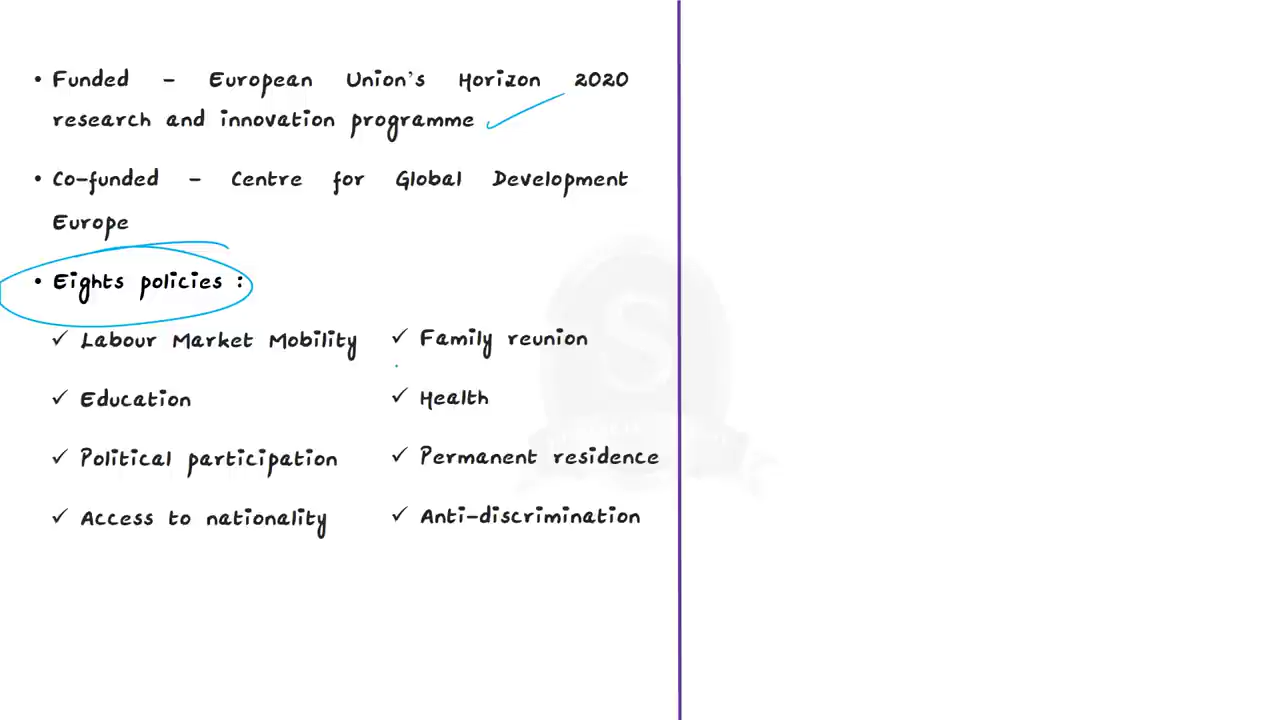 • Funded – European Union's Horizon 2020
research and innovation programme
• Co-funded – Centre for Global Development
Europe
• Eights policies :
✓ Labour Market Mobility
✓ Family reunion
✓ Education
✓ Health
✓ Political participation
✓ Permanent residence
✓ Access to nationality
✓ Anti-discrimination